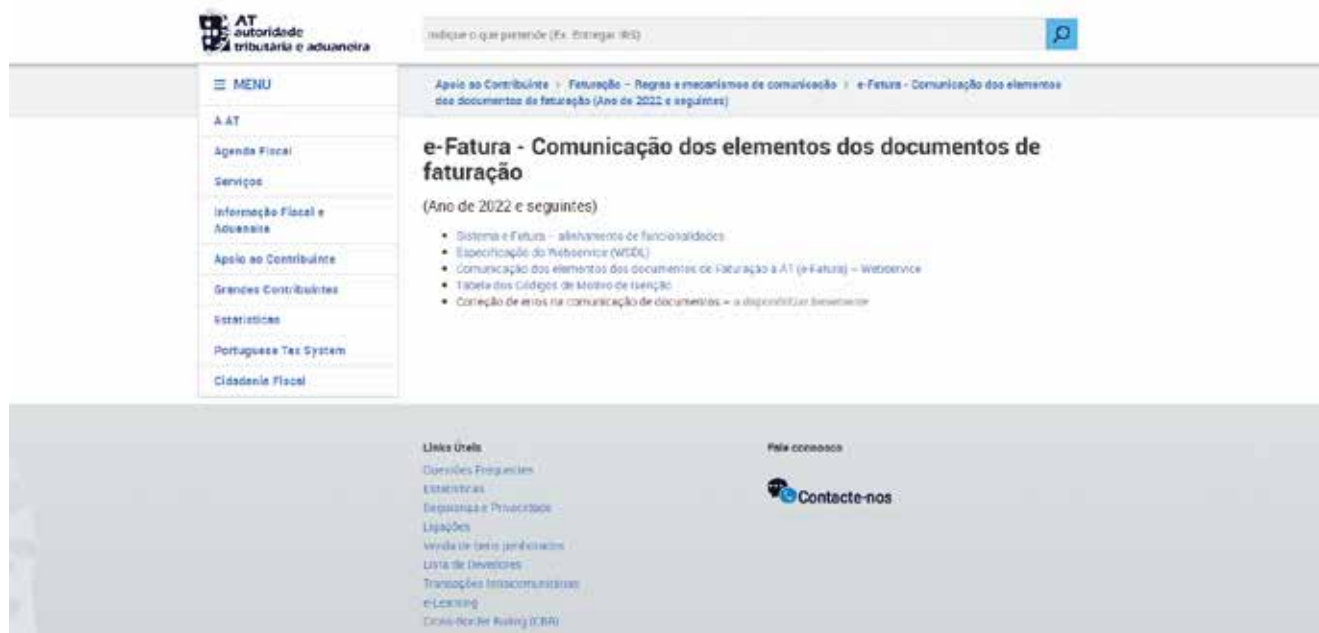 AT
autoridade
tributária e aduaneira
Indique o que pretende (Ex. Entregar IRS)
MENU
Apoio ao Contribuinte > Faturação – Regras e mecanismos de comunicação > e-Fatura - Comunicação dos elementos
dos documentos de faturação (Ano de 2022 e seguintes)
A AT
Agenda Fiscal
Serviços
Informação Fiscal e
Aduaneira
Apoio ao Contribuinte
Grandes Contribuintes
Estatísticas
Portuguese Tax System
Cidadania Fiscal
e-Fatura - Comunicação dos elementos dos documentos de
faturação
(Ano de 2022 e seguintes)
Sistema e-Fatura – alinhamento de funcionalidades
Especificação do Webservice (WSDL)
Comunicação dos elementos dos documentos de Faturação à AT (e-Fatura) – Webservice
Tabela dos Códigos de Motivo de Isenção
Correção de erros na comunicação de documentos – a disponibilizar brevemente
Links Úteis
Questões Frequentes
Estatísticas
Segurança e Privacidade
Ligações
Venda de bens penhorados
Lista de Devedores
Transações Intracomunitárias
e-Learning
Cross-Border Ruling (CBR)
Fale connosco
Contacte-nos